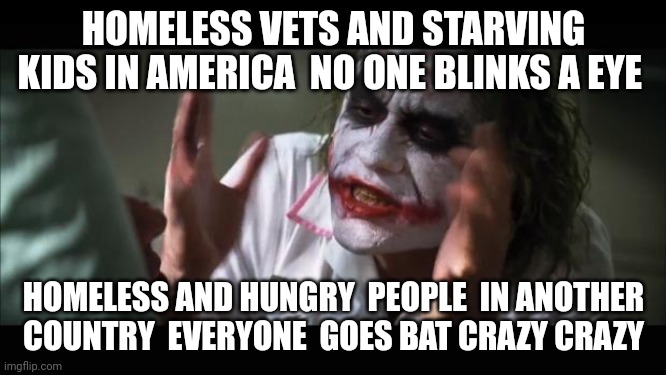 HOMELESS VETS AND STARVING
KIDS IN AMERICA  NO ONE BLINKS A EYE
HOMELESS AND HUNGRY  PEOPLE  IN ANOTHER
COUNTRY  EVERYONE  GOES BAT CRAZY CRAZY
imgflip.com